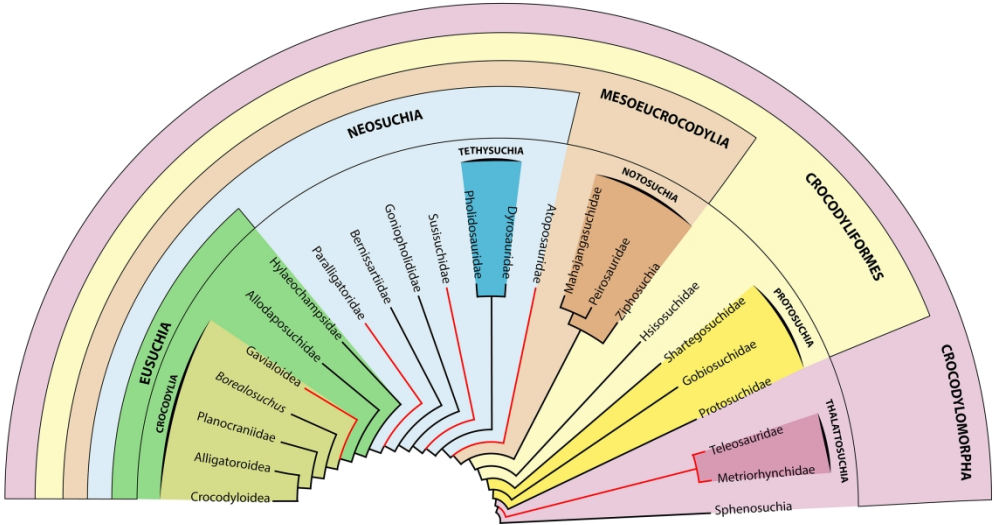 NEOSUCHIA
MESOEUCROCODYLIA
CROCODYLIFORMES
CROCODYLOMORPHA
TETHYSUCHIA
NOTOSUCHIA
PROTOSUCHIA
THALATTOSUCHIA
EUSUCHIA
CROCODYLIA
Crocodyloidea
Alligatoroidea
Planocraniidae
Borealosuchus
Gavialoidea
Allodaposuchidae
Hylaeochampsidae
Paralligatoridae
Bernissartiidae
Goniopholididae
Susisuchidae
Pholidosauridae
Dyrosauridae
Atoposauridae
Mahajangasuchidae
Peirosauridae
Ziphosuchia
Hsisosuchidae
Shartegosuchidae
Gobiosuchidae
Protosuchidae
Teleosauridae
Metriorhynchidae
Sphenosuchia